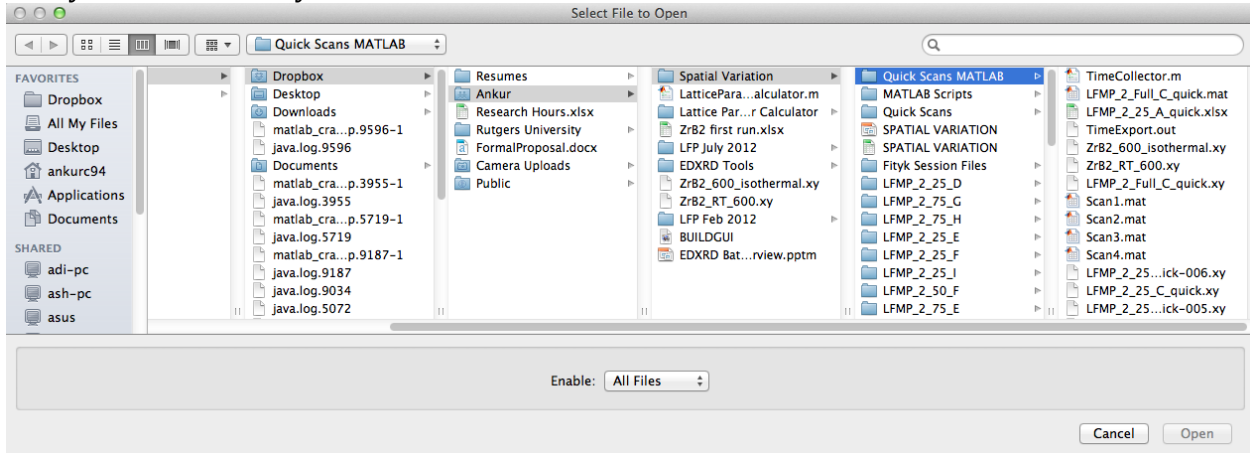 Select File to Open
Quick Scans MATLAB
FAVORITES
Dropbox
All My Files
Desktop
ankurc94
Applications
Documents
SHARED
adi-pc
ash-pc
asus
Dropbox
Desktop
Downloads
matlab_cra...p.9596-1
java.log.9596
Documents
matlab_cra...p.3955-1
java.log.3955
matlab_cra...p.5719-1
java.log.5719
matlab_cra...p.9187-1
java.log.9187
java.log.9034
java.log.5072
Resumes
Ankur
Research Hours.xlsx
Rutgers University
FormalProposal.docx
Camera Uploads
Public
Spatial Variation
LatticePara...alculator.m
Lattice Par...r Calculator
ZrB2 first run.xlsx
LFP July 2012
EDXRD Tools
ZrB2_600_isothermal.xy
ZrB2_RT_600.xy
LFP Feb 2012
BUILDGUI
EDXRD Bat...rview.pptm
Quick Scans MATLAB
MATLAB Scripts
Quick Scans
SPATIAL VARIATION
SPATIAL VARIATION
Fityk Session Files
LFMP_2_25_D
LFMP_2_75_G
LFMP_2_75_H
LFMP_2_25_E
LFMP_2_25_F
LFMP_2_25_I
LFMP_2_50_F
LFMP_2_75_E
TimeCollector.m
LFMP_2_Full_C_quick.mat
LFMP_2_25_A_quick.xlsx
TimeExport.out
ZrB2_600_isothermal.xy
ZrB2_RT_600.xy
LFMP_2_Full_C_quick.xy
Scan1.mat
Scan2.mat
Scan3.mat
Scan4.mat
LFMP_2_25...ick-006.xy
LFMP_2_25_C_quick.xy
LFMP_2_25...ick-005.xy
Enable: All Files
Cancel Open